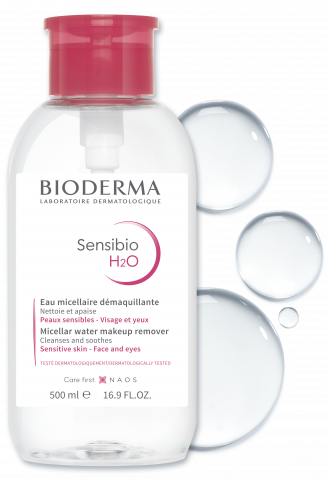 BIODERMA
LABORATOIRE DERMATOLOGIQUE
Sensibio
H2O
Eau micellaire démaquillante
Nettoie et apaise
Peaux sensibles - Visage et yeux
Micellar water makeup remover
Cleanses and soothes
Sensitive skin - Face and eyes
TESTÉ DERMATOLOGIQUEMENT/DERMATOLOGICALLY TESTED
Care first NAOS
500 ml ℮ 16.9 FL.OZ.